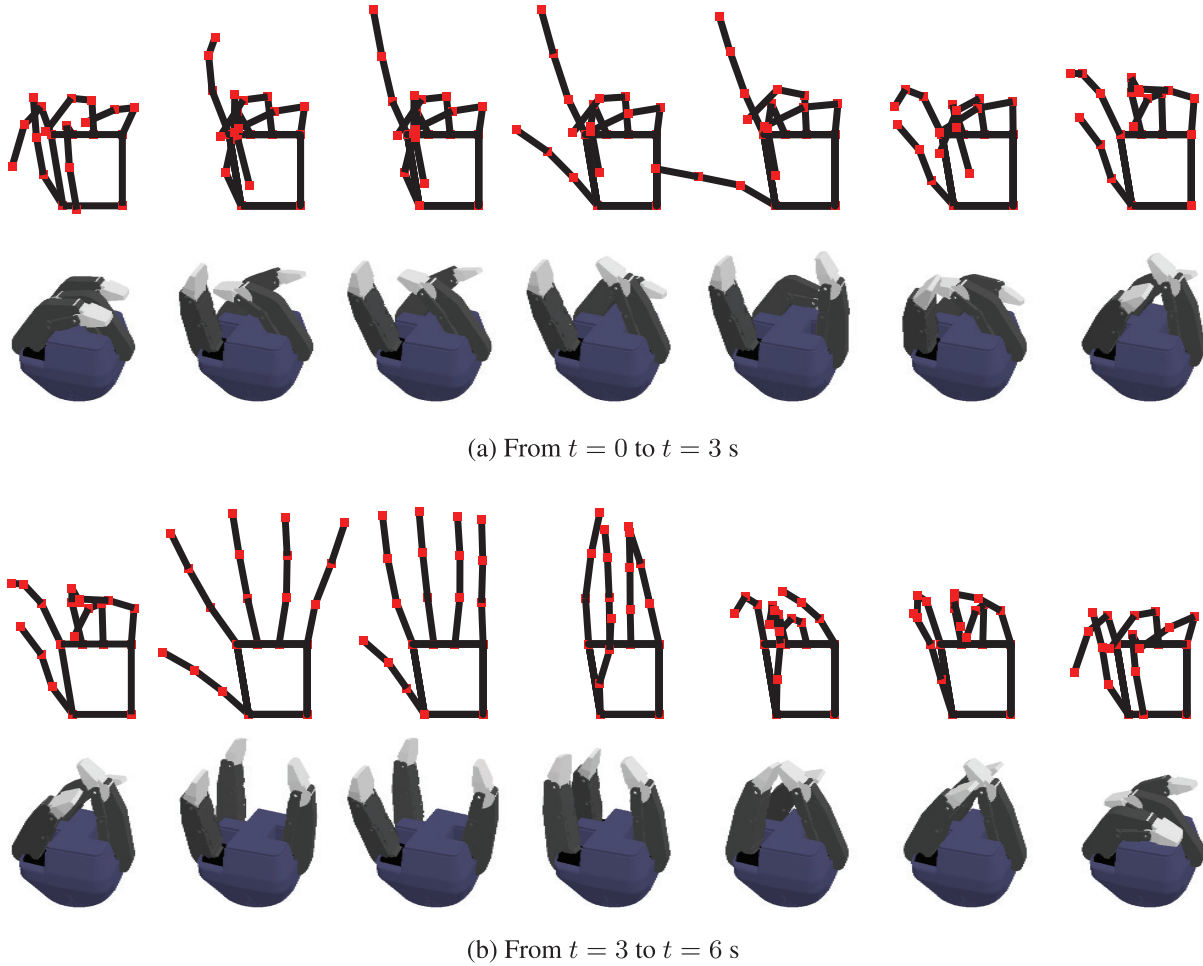 (a) From t = 0 to t = 3 s
(b) From t = 3 to t = 6 s